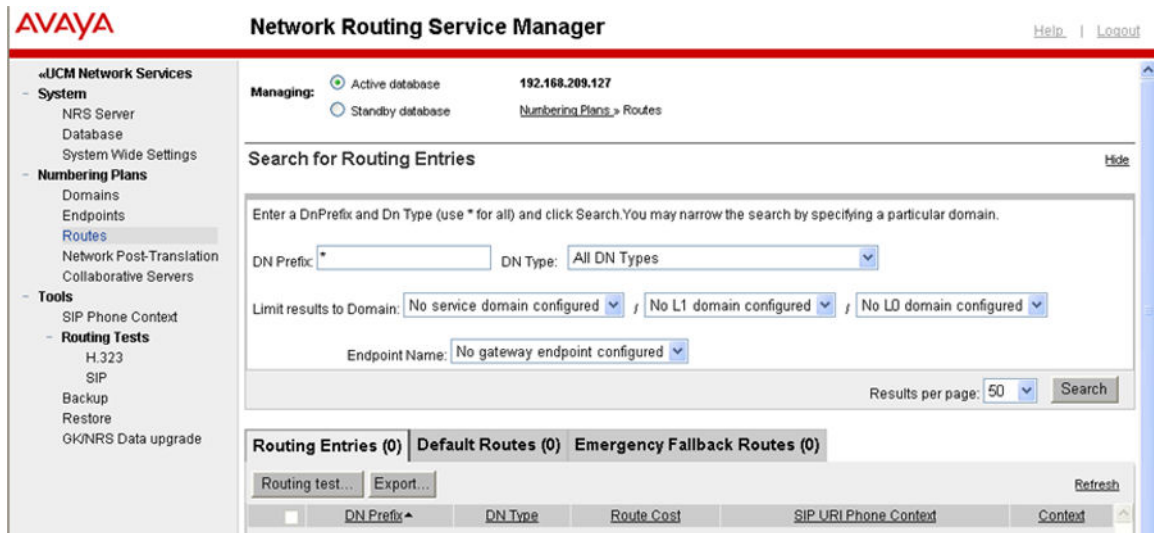 AVAYA
Network Routing Service Manager
Help | Logout
«UCM Network Services
- System
NRS Server
Database
System Wide Settings
- Numbering Plans
Domains
Endpoints
Routes
Network Post-Translation
Collaborative Servers
- Tools
SIP Phone Context
- Routing Tests
H.323
SIP
Backup
Restore
GK/NRS Data upgrade
Managing: Active database 192.168.209.127
Standby database Numbering Plans » Routes
Search for Routing Entries Hide
Enter a DnPrefix and Dn Type (use * for all) and click Search.You may narrow the search by specifying a particular domain.
DN Prefix: * DN Type: All DN Types
Limit results to Domain: No service domain configured / No L1 domain configured / No L0 domain configured
Endpoint Name: No gateway endpoint configured
Results per page: 50 Search
Routing Entries (0) Default Routes (0) Emergency Fallback Routes (0)
Routing test... Export... Refresh
DN Prefix DN Type Route Cost SIP URI Phone Context Context